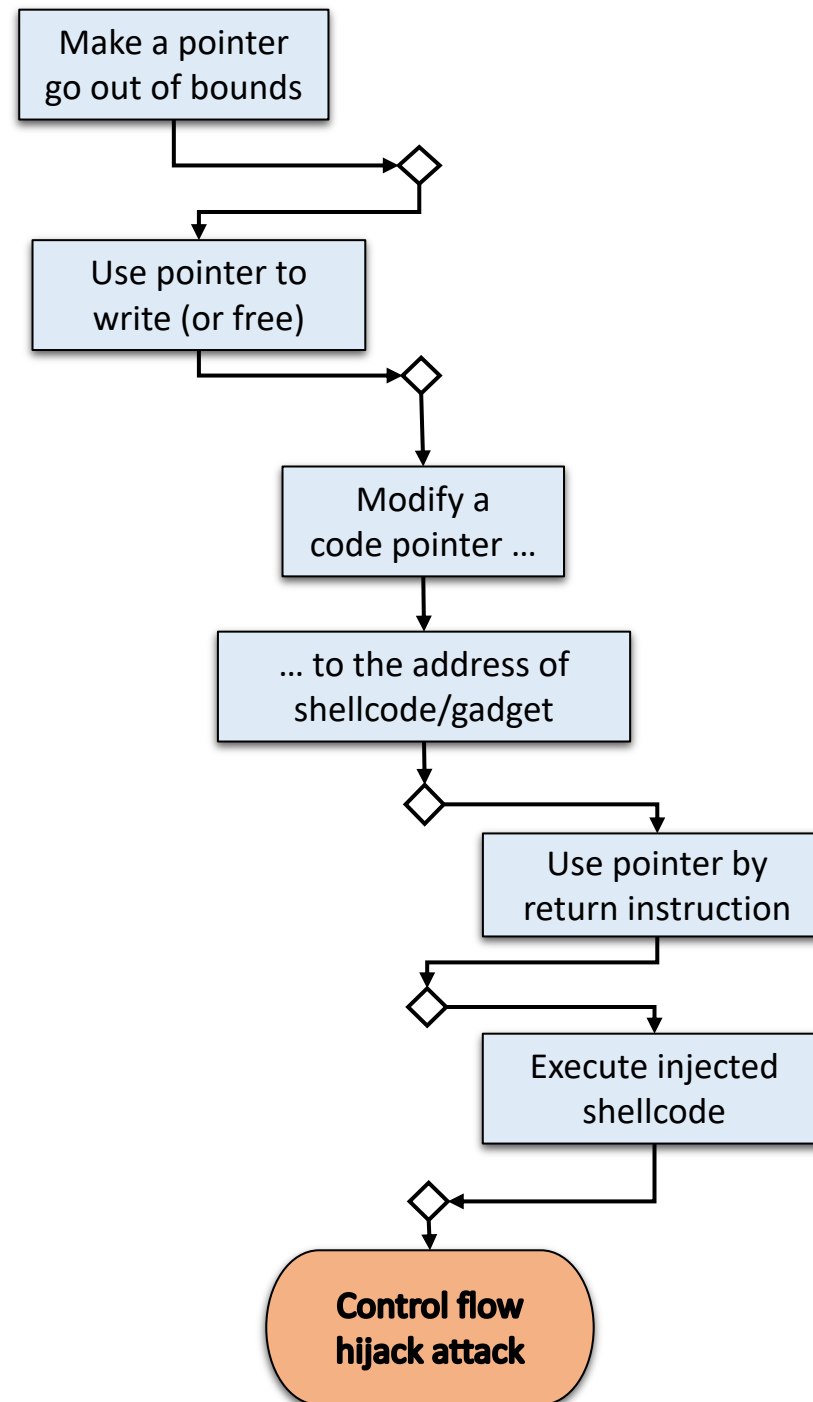 Make a pointer
go out of bounds
Use pointer to
write (or free)
Modify a
code pointer …
… to the address of
shellcode/gadget
Use pointer by
return instruction
Execute injected
shellcode
Control flow
hijack attack